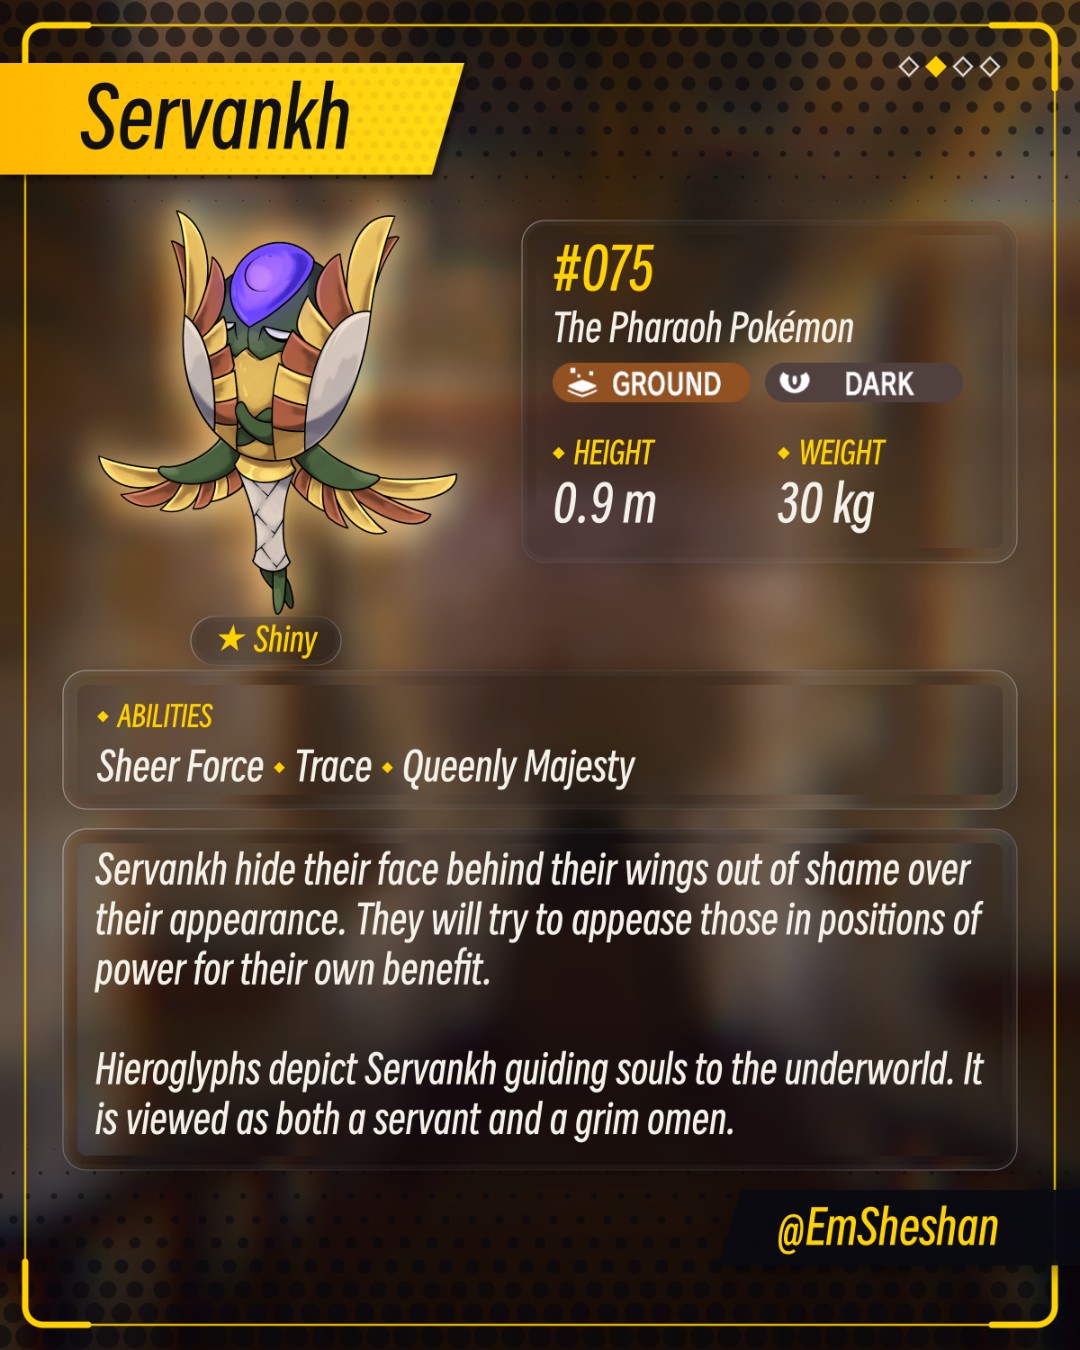 Servankh
#075
The Pharaoh Pokémon
GROUND DARK
HEIGHT WEIGHT
0.9 m 30 kg
★ Shiny
ABILITIES
Sheer Force • Trace • Queenly Majesty
Servankh hide their face behind their wings out of shame over
their appearance. They will try to appease those in positions of
power for their own benefit.
Hieroglyphs depict Servankh guiding souls to the underworld. It
is viewed as both a servant and a grim omen.
@EmSheshan